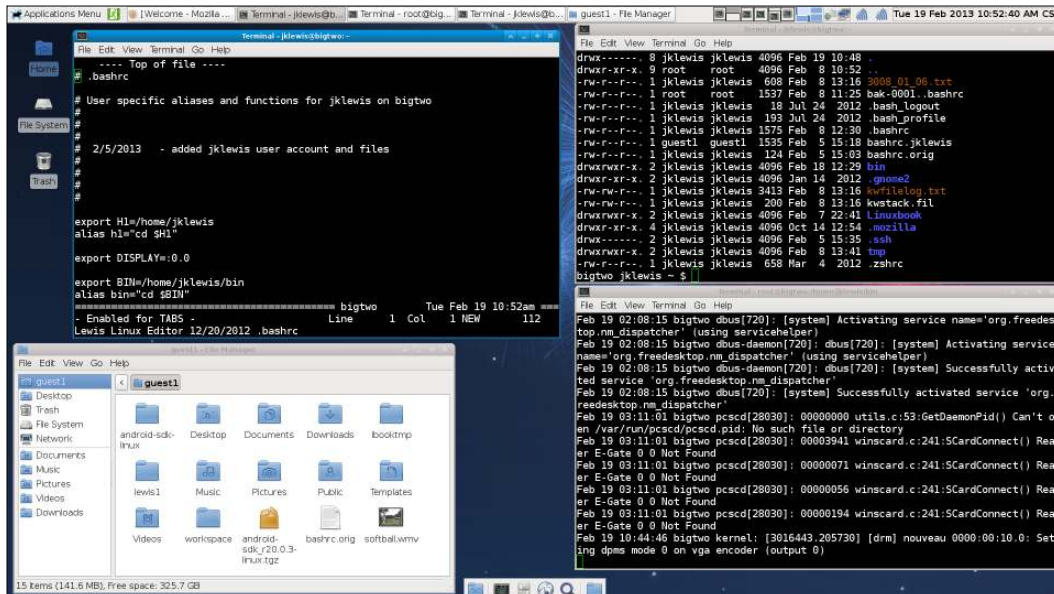 Applications Menu
[Welcome - Mozilla ...
Terminal - jklewis@b...
Terminal - root@big...
Terminal - jklewis@b...
guest1 - File Manager
Tue 19 Feb 2013 10:52:40 AM CS
Home
File System
Trash
Terminal - jklewis@bigtwo:~
File Edit View Terminal Go Help
---- Top of file ----
# .bashrc
# User specific aliases and functions for jklewis on bigtwo
#
#
#
#  2/5/2013   - added jklewis user account and files
#
#
#
#
export H1=/home/jklewis
alias h1="cd $H1"
export DISPLAY=:0.0
export BIN=/home/jklewis/bin
alias bin="cd $BIN"
bigtwo Tue Feb 19 10:52am
- Enabled for TABS - Line 1 Col 1 NEW 112
Lewis Linux Editor 12/20/2012 .bashrc
File Edit View Terminal Go Help
drwx------. 8 jklewis jklewis 4096 Feb 19 10:48 .
drwxr-xr-x. 9 root root 4096 Feb 8 10:52 ..
-rw-r--r--. 1 jklewis jklewis 608 Feb 8 13:16 3008_01_06.txt
-rw-r--r--. 1 root root 1537 Feb 8 11:25 bak-0001..bashrc
-rw-r--r--. 1 jklewis jklewis 18 Jul 24 2012 .bash_logout
-rw-r--r--. 1 jklewis jklewis 193 Jul 24 2012 .bash_profile
-rw-r--r--. 1 jklewis jklewis 1575 Feb 8 12:30 .bashrc
-rw-r--r--. 1 guest1 guest1 1535 Feb 5 15:18 bashrc.jklewis
-rw-r--r--. 1 jklewis jklewis 124 Feb 5 15:03 bashrc.orig
drwxrwxr-x. 2 jklewis jklewis 4096 Feb 18 12:29 bin
drwxr-xr-x. 2 jklewis jklewis 4096 Jan 14 2012 .gnome2
-rw-rw-r--. 1 jklewis jklewis 3413 Feb 8 13:16 kwfilelog.txt
-rw-rw-r--. 1 jklewis jklewis 200 Feb 8 13:16 kwstack.fil
drwxrwxr-x. 2 jklewis jklewis 4096 Feb 7 22:41 Linuxbook
drwxr-xr-x. 4 jklewis jklewis 4096 Oct 14 12:54 .mozilla
drwx------. 2 jklewis jklewis 4096 Feb 5 15:35 .ssh
drwxrwxr-x. 2 jklewis jklewis 4096 Feb 8 13:41 tmp
-rw-r--r--. 1 jklewis jklewis 658 Mar 4 2012 .zshrc
bigtwo jklewis ~ $
File Edit View Terminal Go Help
Feb 19 02:08:15 bigtwo dbus[720]: [system] Activating service name='org.freedes
top.nm_dispatcher' (using servicehelper)
Feb 19 02:08:15 bigtwo dbus-daemon[720]: dbus[720]: [system] Activating service
name='org.freedesktop.nm_dispatcher' (using servicehelper)
Feb 19 02:08:15 bigtwo dbus-daemon[720]: dbus[720]: [system] Successfully activ
ted service 'org.freedesktop.nm_dispatcher'
Feb 19 02:08:15 bigtwo dbus[720]: [system] Successfully activated service 'org.
reedesktop.nm_dispatcher'
Feb 19 03:11:01 bigtwo pcscd[28030]: 00000000 utils.c:53:GetDaemonPid() Can't o
en /var/run/pcscd/pcscd.pid: No such file or directory
Feb 19 03:11:01 bigtwo pcscd[28030]: 00003941 winscard.c:241:SCardConnect() Rea
er E-Gate 0 0 Not Found
Feb 19 03:11:01 bigtwo pcscd[28030]: 00000071 winscard.c:241:SCardConnect() Rea
er E-Gate 0 0 Not Found
Feb 19 03:11:01 bigtwo pcscd[28030]: 00000056 winscard.c:241:SCardConnect() Rea
er E-Gate 0 0 Not Found
Feb 19 03:11:01 bigtwo pcscd[28030]: 00000194 winscard.c:241:SCardConnect() Rea
er E-Gate 0 0 Not Found
Feb 19 10:44:46 bigtwo kernel: [3016443.205730] [drm] nouveau 0000:00:10.0: Set
ing dpms mode 0 on vga encoder (output 0)
guest1 - File Manager
File Edit View Go Help
guest1
Desktop
Trash
File System
Network
Documents
Music
Pictures
Videos
Downloads
guest1
android-sdk-
linux
Desktop
Documents
Downloads
lbooktmp
lewis1
Music
Pictures
Public
Templates
Videos
workspace
android-
sdk_r20.0.3-
linux.tgz
bashrc.orig
softball.wmv
15 items (141.6 MB), Free space: 325.7 GB